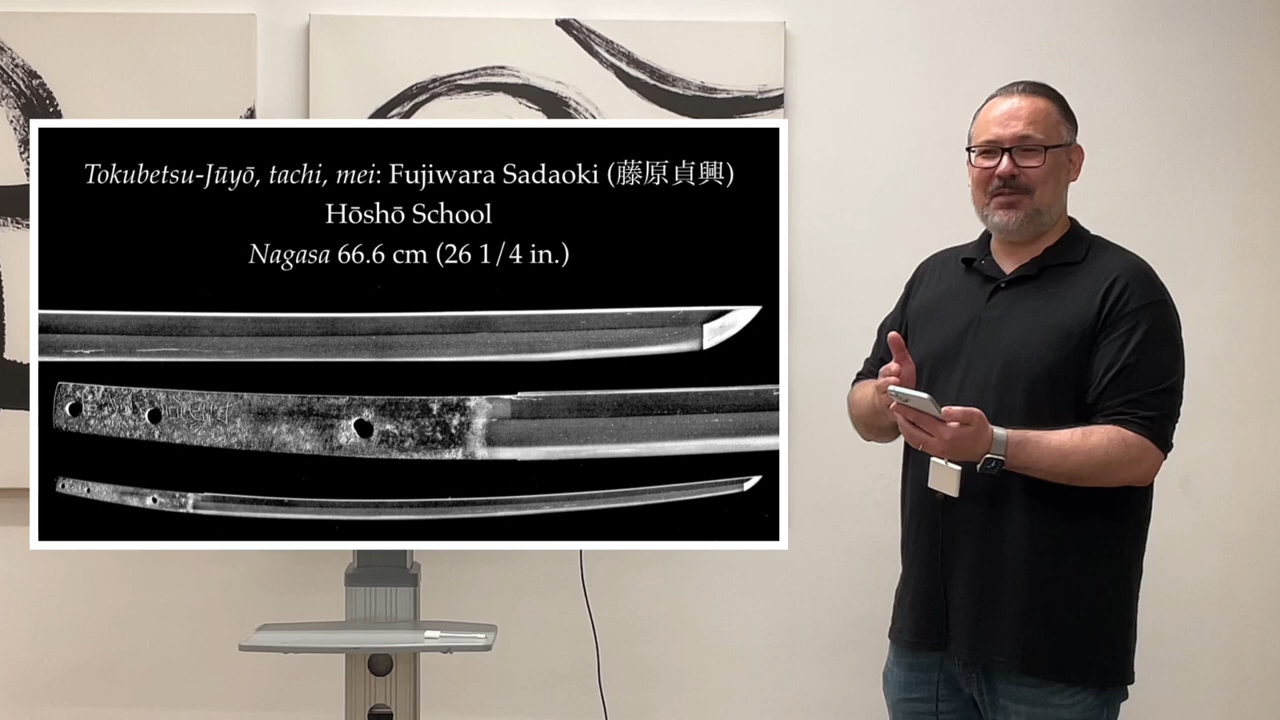 Tokubetsu-Jūyō, tachi, mei: Fujiwara Sadaoki (藤原貞興)
Hōshō School
Nagasa 66.6 cm (26 1/4 in.)